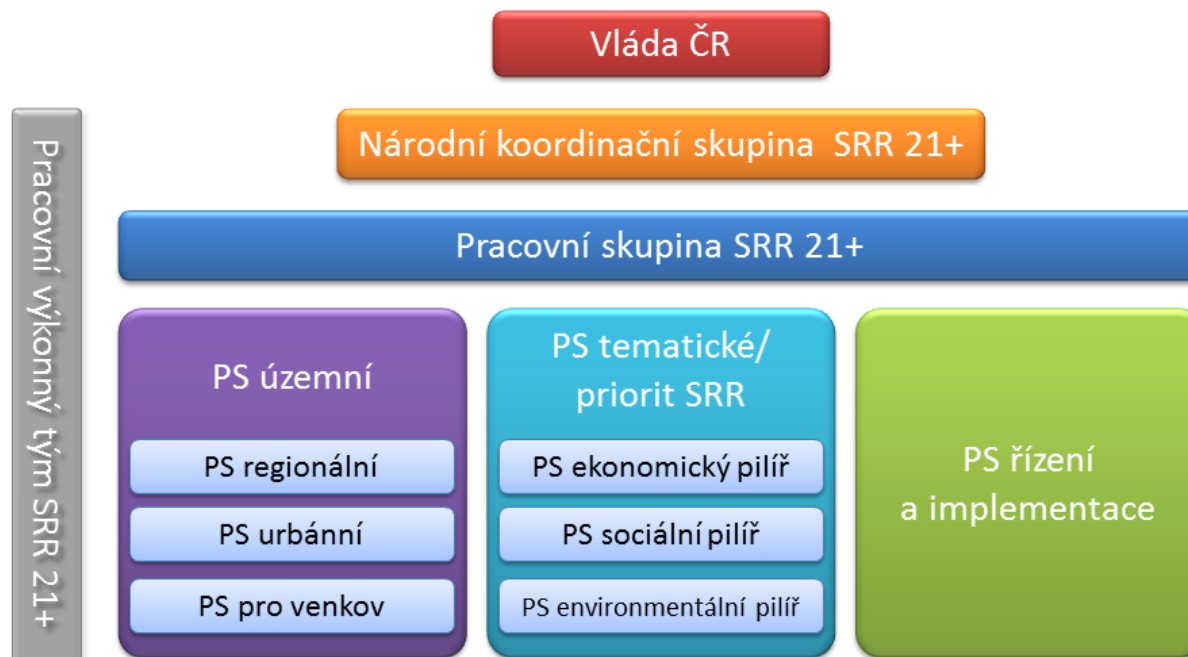 Vláda ČR
Národní koordinační skupina SRR 21+
Pracovní skupina SRR 21+
Pracovní výkonný tým SRR 21+
PS územní
PS regionální
PS urbánní
PS pro venkov
PS tematické/
priorit SRR
PS ekonomický pilíř
PS sociální pilíř
PS environmentální pilíř
PS řízení
a implementace